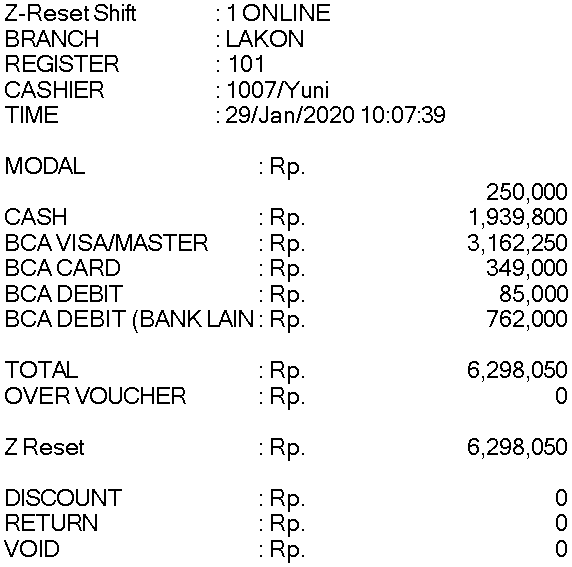 Z-Reset Shift : 1 ONLINE
BRANCH : LAKON
REGISTER : 101
CASHIER : 1007/Yuni
TIME : 29/Jan/2020 10:07:39
MODAL : Rp.
250,000
CASH : Rp. 1,939,800
BCA VISA/MASTER : Rp. 3,162,250
BCA CARD : Rp. 349,000
BCA DEBIT : Rp. 85,000
BCA DEBIT (BANK LAIN : Rp. 762,000
TOTAL : Rp. 6,298,050
OVER VOUCHER : Rp. 0
Z Reset : Rp. 6,298,050
DISCOUNT : Rp. 0
RETURN : Rp. 0
VOID : Rp. 0